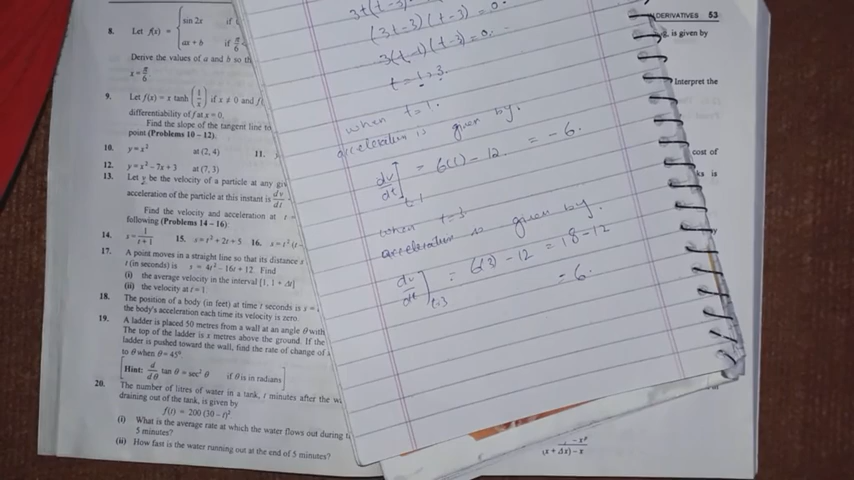 DERIVATIVES 53
8. Let f(x) = { sin 2x if
ax + b if π/6
Derive the values of a and b so th
x = π/6
9. Let f(x) = x tanh (1/x) if x ≠ 0 and f(
differentiability of f at x = 0.
Find the slope of the tangent line to
point (Problems 10 – 12)
10. y = x² at (2, 4) 11.
12. y = x² – 7x + 3 at (7, 3)
13. Let v be the velocity of a particle at any
acceleration of the particle at this instant is dv/dt
Find the velocity and acceleration at t =
following (Problems 14 – 16)
14. s = 1/(t + 1) 15. s = t² + 2t + 5 16.
17. A point moves in a straight line so that its distance s
t (in seconds) is s = 4t² – 16t + 12. Find
(i) the average velocity in the interval [1, 1 + Δt]
(ii) the velocity at t = 1
18. The position of a body (in feet) at time t seconds is s =
the body's acceleration each time its velocity is zero.
19. A ladder is placed 50 metres from a wall at an angle θ with
The top of the ladder is x metres above the ground. If the
ladder is pushed toward the wall, find the rate of change of x
to θ when θ = 45°.
[Hint: d/dθ tan θ = sec² θ if θ is in radians]
20. The number of litres of water in a tank, t minutes after the
draining out of the tank, is given by
f(t) = 200 (30 – t)²
(i) What is the average rate at which the water flows out during
5 minutes?
(ii) How fast is the water running out at the end of 5 minutes?
(3t-3)(t-3)=0.
3(t-1)(t-3)=0.
t=1, 3.
when t=1.
acceleration is given by.
dv/dt]t=1 = 6(1) – 12 = – 6.
when t=3
acceleration is given by.
dv/dt]t=3 = 6(3) – 12 = 18 – 12
= 6.
is given by
Interpret the
cost of
is
– x²
(x + Δx) – x